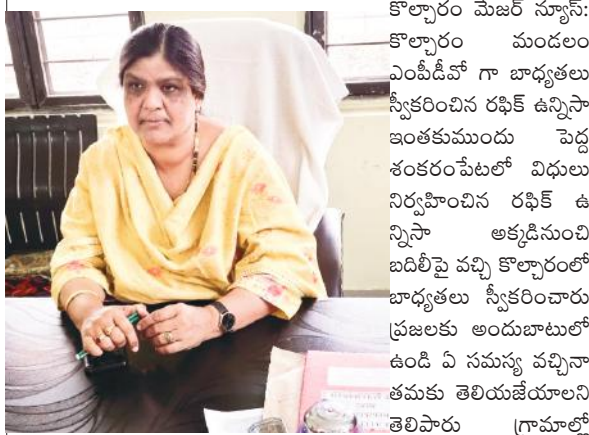 కొల్చారం మేజర్ న్యూస్:
కొల్చారం మండలం
ఎంపీడీవో గా బాధ్యతలు
స్వీకరించిన రఫిక్ ఉన్నిసా
ఇంతకుముందు పెద్ద
శంకరంపేటలో విధులు
నిర్వహించిన రఫిక్ ఉ
న్నిసా అక్కడినుంచి
బదిలీపై వచ్చి కొల్చారంలో
బాధ్యతలు స్వీకరించారు
ప్రజలకు అందుబాటులో
ఉండి ఏ సమస్య వచ్చినా
తమకు తెలియజేయాలని
తెలిపారు గ్రామాల్లో